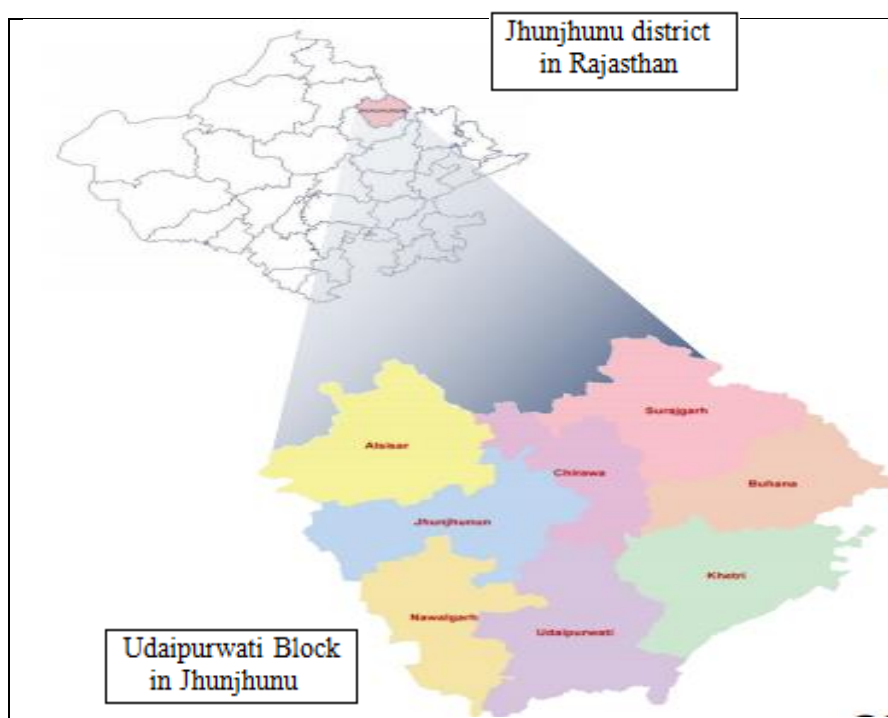 Jhunjhunu district
in Rajasthan
Surajgarh
Alsisar
Chirawa
Buhana
Jhunjhunun
Khetri
Nawalgarh
Udaipurwati
Udaipurwati Block
in Jhunjhunu